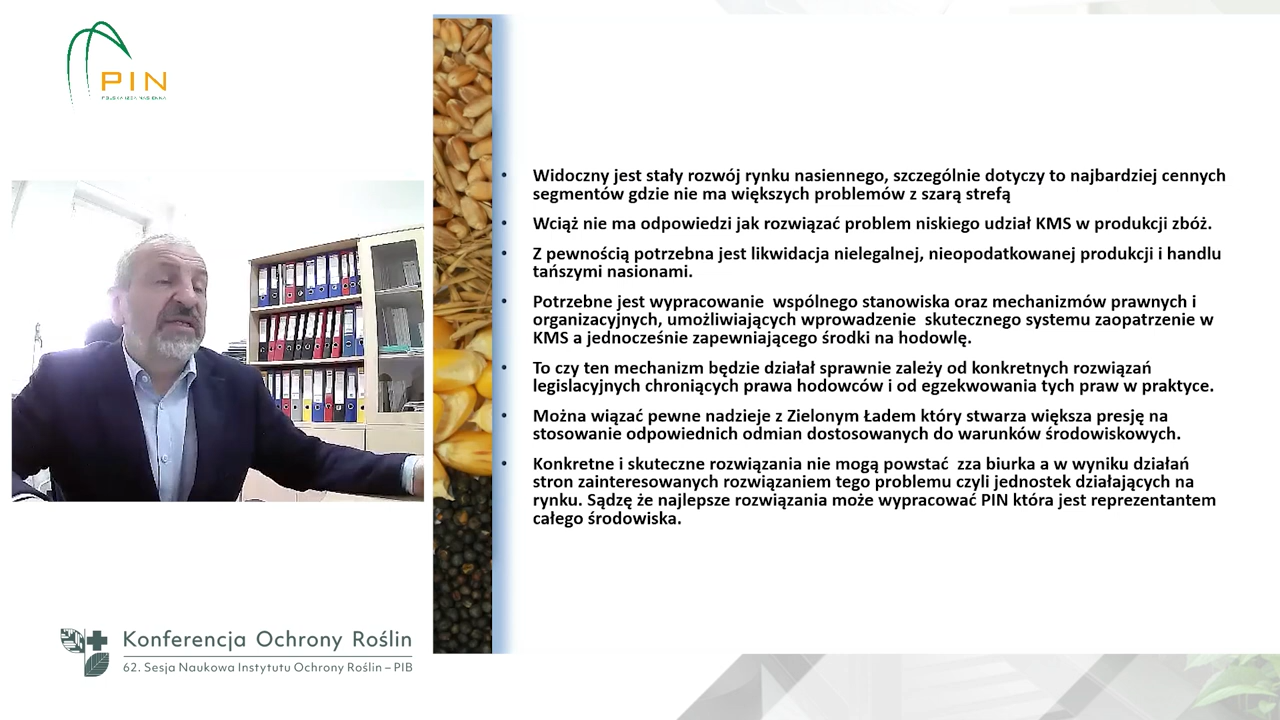 PIN
POLSKA IZBA NASIENNA
• Widoczny jest stały rozwój rynku nasiennego, szczególnie dotyczy to najbardziej cennych
segmentów gdzie nie ma większych problemów z szarą strefą
• Wciąż nie ma odpowiedzi jak rozwiązać problem niskiego udział KMS w produkcji zbóż.
• Z pewnością potrzebna jest likwidacja nielegalnej, nieopodatkowanej produkcji i handlu
tańszymi nasionami.
• Potrzebne jest wypracowanie wspólnego stanowiska oraz mechanizmów prawnych i
organizacyjnych, umożliwiających wprowadzenie skutecznego systemu zaopatrzenie w
KMS a jednocześnie zapewniającego środki na hodowlę.
• To czy ten mechanizm będzie działał sprawnie zależy od konkretnych rozwiązań
legislacyjnych chroniących prawa hodowców i od egzekwowania tych praw w praktyce.
• Można wiązać pewne nadzieje z Zielonym Ładem który stwarza większa presję na
stosowanie odpowiednich odmian dostosowanych do warunków środowiskowych.
• Konkretne i skuteczne rozwiązania nie mogą powstać zza biurka a w wyniku działań
stron zainteresowanych rozwiązaniem tego problemu czyli jednostek działających na
rynku. Sądzę że najlepsze rozwiązania może wypracować PIN która jest reprezentantem
całego środowiska.
Konferencja Ochrony Roślin
62. Sesja Naukowa Instytutu Ochrony Roślin – PIB